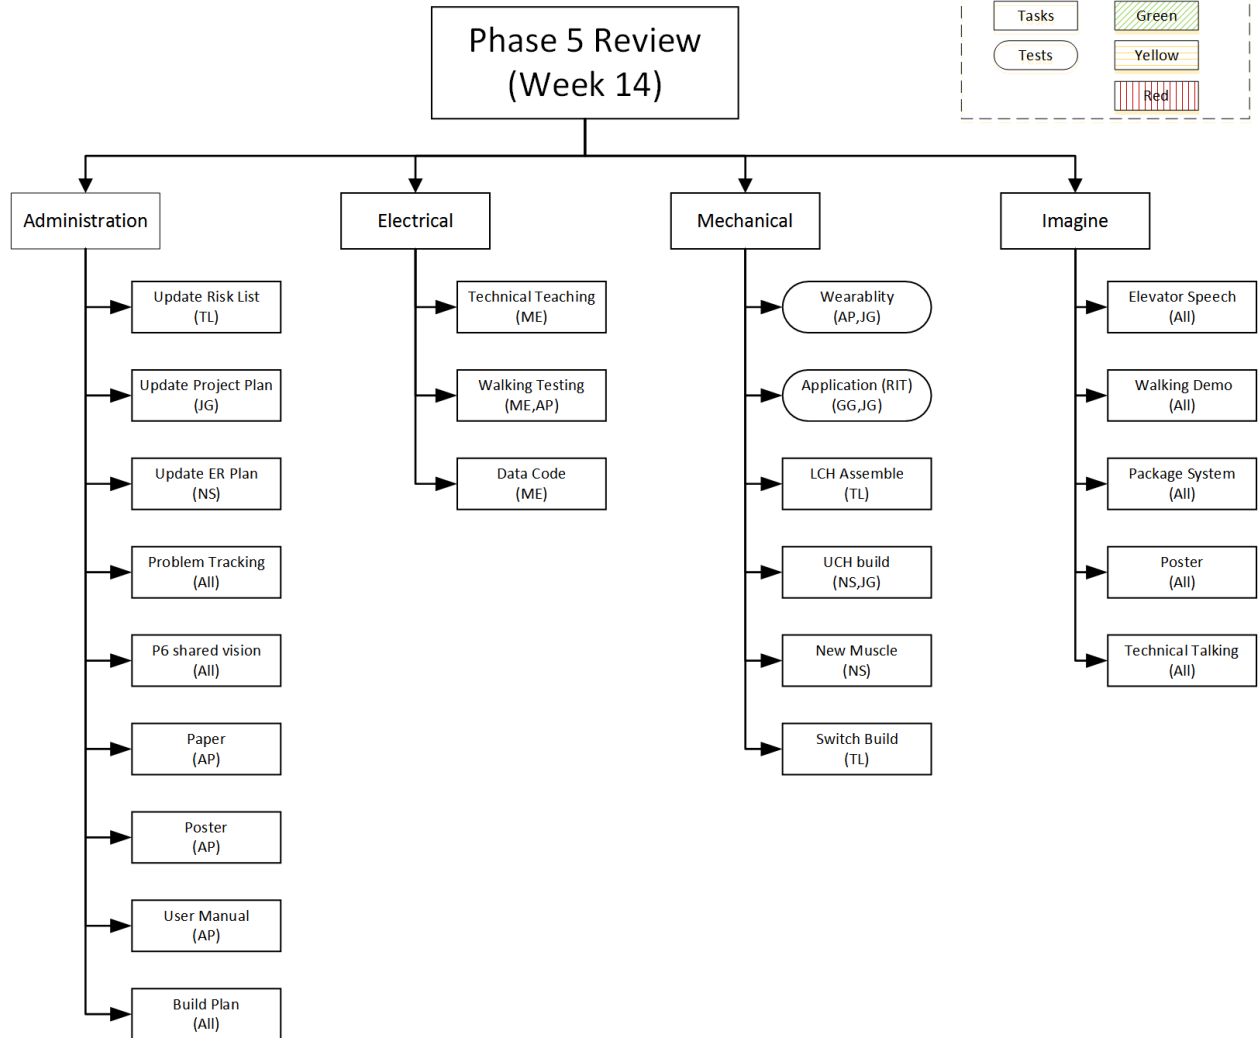 Phase 5 Review
(Week 14)
Tasks
Green
Tests
Yellow
Red
Administration
Update Risk List
(TL)
Update Project Plan
(JG)
Update ER Plan
(NS)
Problem Tracking
(All)
P6 shared vision
(All)
Paper
(AP)
Poster
(AP)
User Manual
(AP)
Build Plan
(All)
Electrical
Technical Teaching
(ME)
Walking Testing
(ME,AP)
Data Code
(ME)
Mechanical
Wearablity
(AP,JG)
Application (RIT)
(GG,JG)
LCH Assemble
(TL)
UCH build
(NS,JG)
New Muscle
(NS)
Switch Build
(TL)
Imagine
Elevator Speech
(All)
Walking Demo
(All)
Package System
(All)
Poster
(All)
Technical Talking
(All)